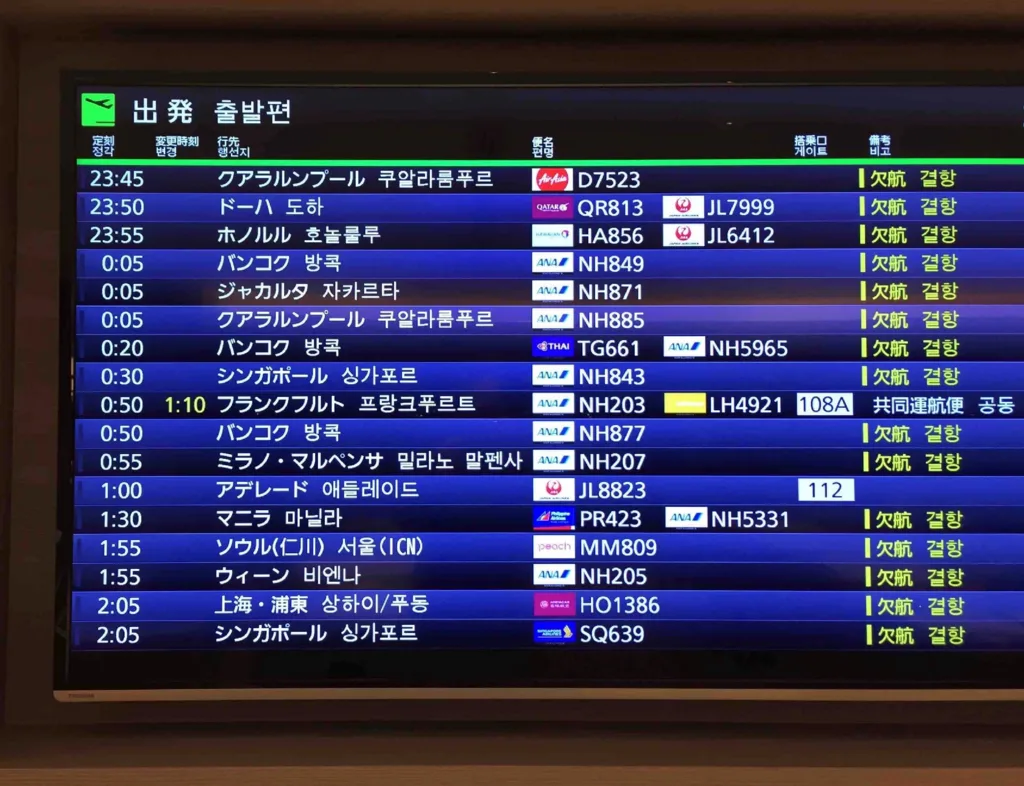 出発 출발편
定刻 変更時刻 行先 便名 搭乗口 備考
정각 변경 행선지 편명 게이트 비고
23:45 クアラルンプール 쿠알라룸푸르 AirAsia D7523 欠航 결항
23:50 ドーハ 도하 QATAR QR813 JL7999 欠航 결항
23:55 ホノルル 호놀룰루 HAWAIIAN HA856 JL6412 欠航 결항
0:05 バンコク 방콕 ANA NH849 欠航 결항
0:05 ジャカルタ 자카르타 ANA NH871 欠航 결항
0:05 クアラルンプール 쿠알라룸푸르 ANA NH885 欠航 결항
0:20 バンコク 방콕 THAI TG661 ANA NH5965 欠航 결항
0:30 シンガポール 싱가포르 ANA NH843 欠航 결항
0:50 1:10 フランクフルト 프랑크푸르트 ANA NH203 LH4921 108A 共同運航便 공동
0:50 バンコク 방콕 ANA NH877 欠航 결항
0:55 ミラノ・マルペンサ 밀라노 말펜사 ANA NH207 欠航 결항
1:00 アデレード 애들레이드 JL8823 112
1:30 マニラ 마닐라 Philippine Airlines PR423 ANA NH5331 欠航 결항
1:55 ソウル(仁川) 서울(ICN) peach MM809 欠航 결항
1:55 ウィーン 비엔나 ANA NH205 欠航 결항
2:05 上海・浦東 상하이/푸동 HO1386 欠航 결항
2:05 シンガポール 싱가포르 SINGAPORE AIRLINES SQ639 欠航 결항
TOSHIBA